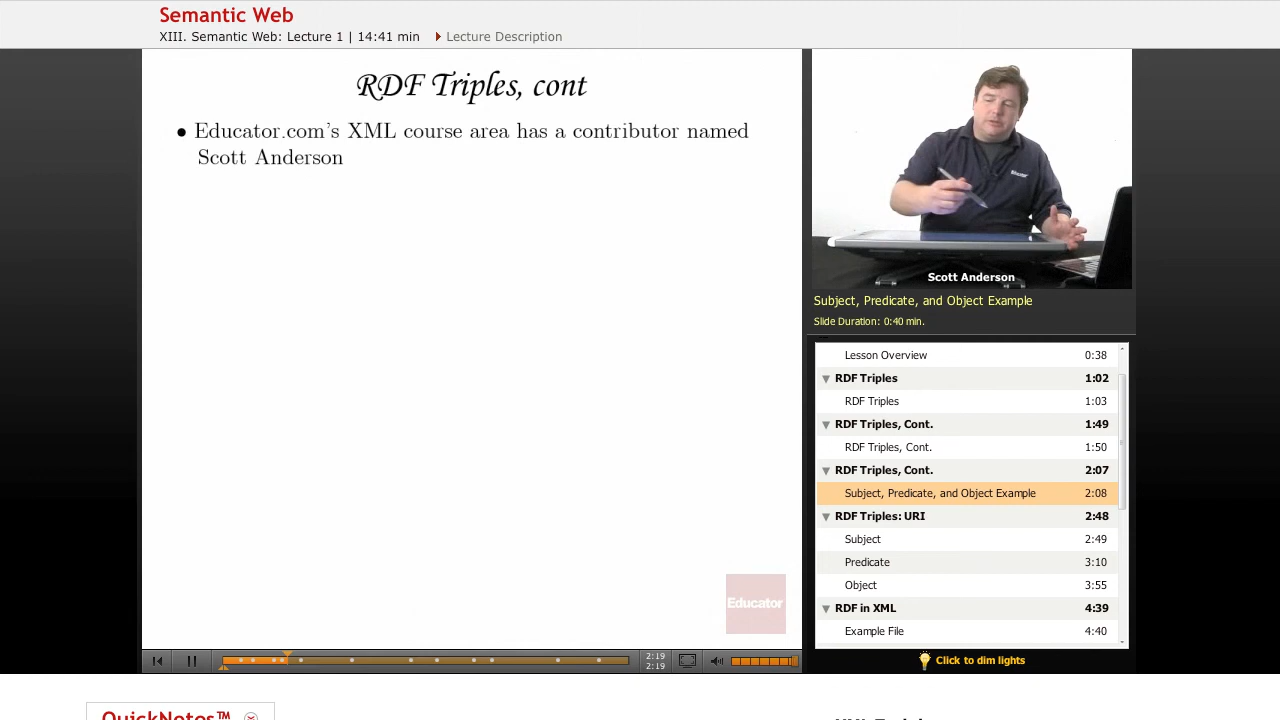 Semantic Web
XIII. Semantic Web: Lecture 1 | 14:41 min
Lecture Description
RDF Triples, cont
• Educator.com's XML course area has a contributor named
Scott Anderson
Educator
Scott Anderson
Subject, Predicate, and Object Example
Slide Duration: 0:40 min.
Lesson Overview 0:38
RDF Triples 1:02
RDF Triples 1:03
RDF Triples, Cont. 1:49
RDF Triples, Cont. 1:50
RDF Triples, Cont. 2:07
Subject, Predicate, and Object Example 2:08
RDF Triples: URI 2:48
Subject 2:49
Predicate 3:10
Object 3:55
RDF in XML 4:39
Example File 4:40
2:19
2:19
Click to dim lights
QuickNotes™